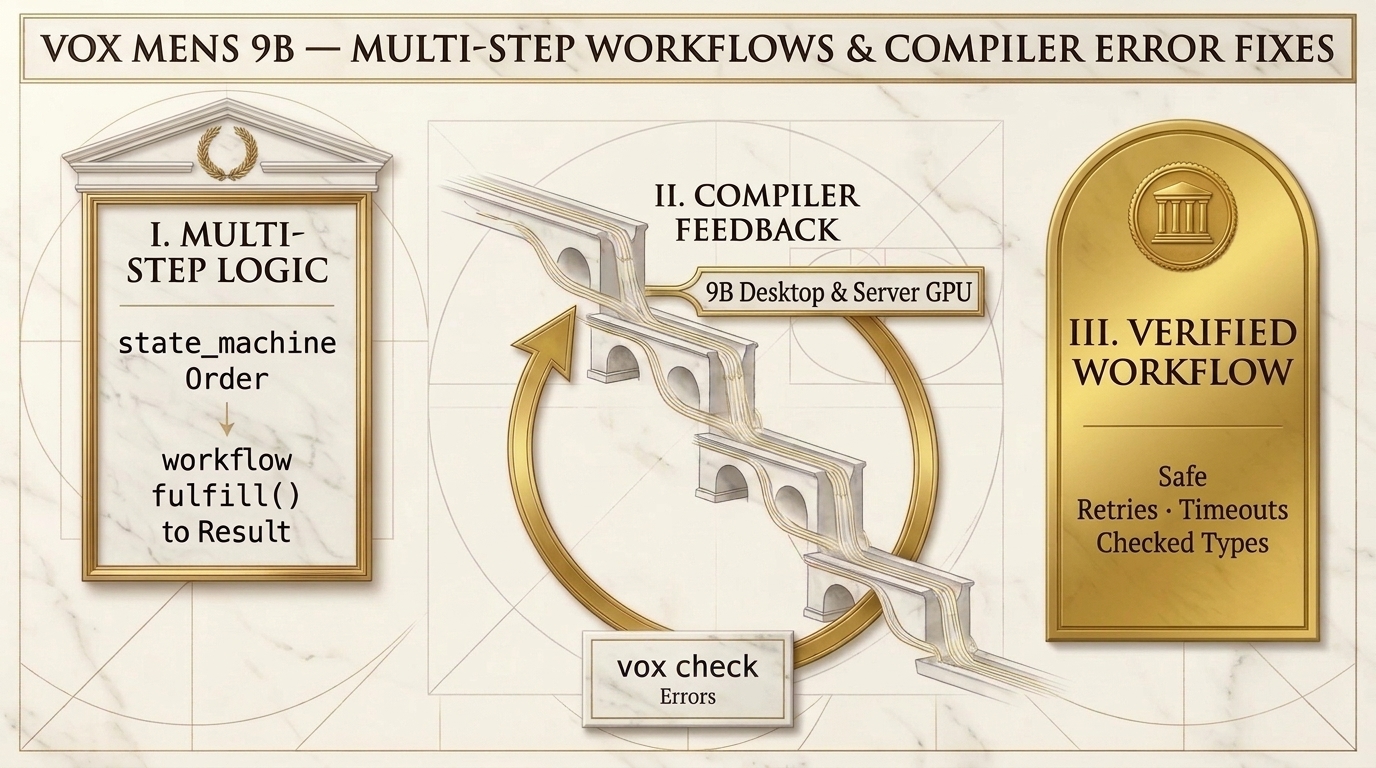 VOX MENS 9B — MULTI-STEP WORKFLOWS & COMPILER ERROR FIXES
I. MULTI-
STEP LOGIC
state_machine
Order
workflow
fulfill()
to Result
II. COMPILER
FEEDBACK
9B Desktop & Server GPU
vox check
Errors
III. VERIFIED
WORKFLOW
Safe
Retries · Timeouts
Checked Types